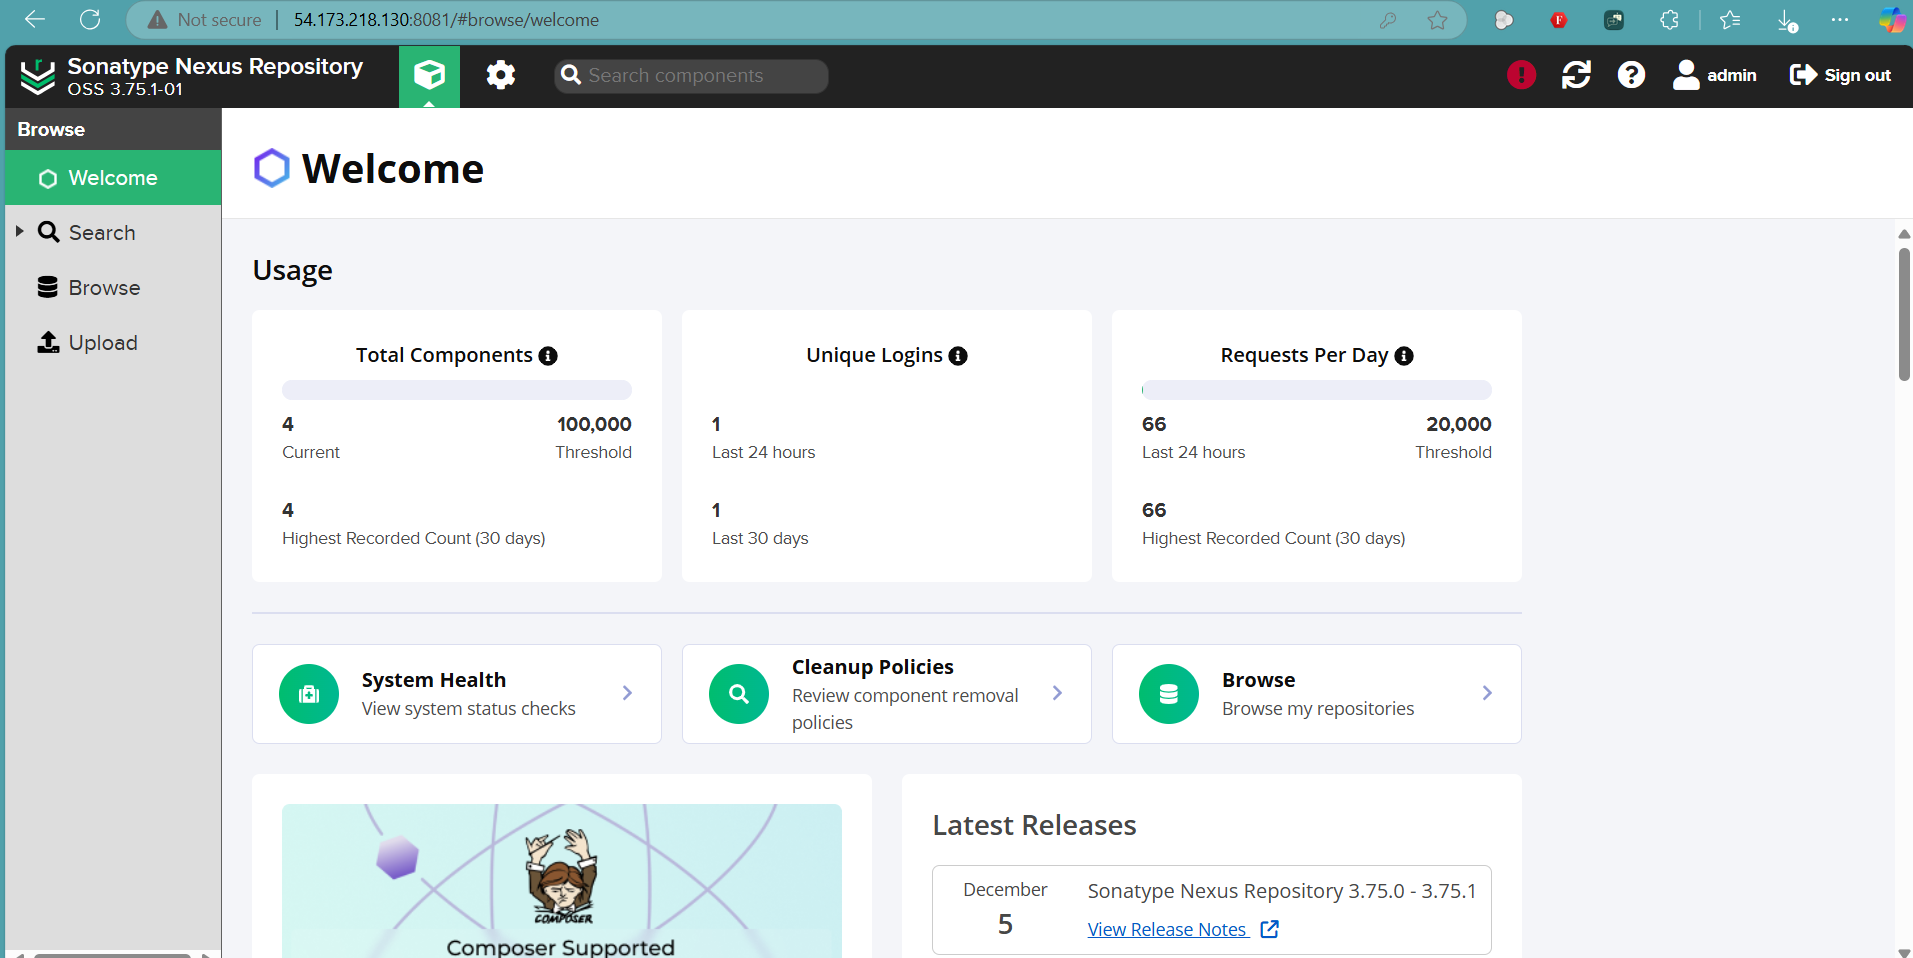 Not secure
54.173.218.130:8081/#browse/welcome
Sonatype Nexus Repository
OSS 3.75.1-01
Search components
admin
Sign out
Browse
Welcome
Search
Browse
Upload
Welcome
Usage
Total Components
4
100,000
Current
Threshold
4
Highest Recorded Count (30 days)
Unique Logins
1
Last 24 hours
1
Last 30 days
Requests Per Day
66
20,000
Last 24 hours
Threshold
66
Highest Recorded Count (30 days)
System Health
View system status checks
Cleanup Policies
Review component removal
policies
Browse
Browse my repositories
COMPOSER
Composer Supported
Latest Releases
December
5
Sonatype Nexus Repository 3.75.0 - 3.75.1
View Release Notes